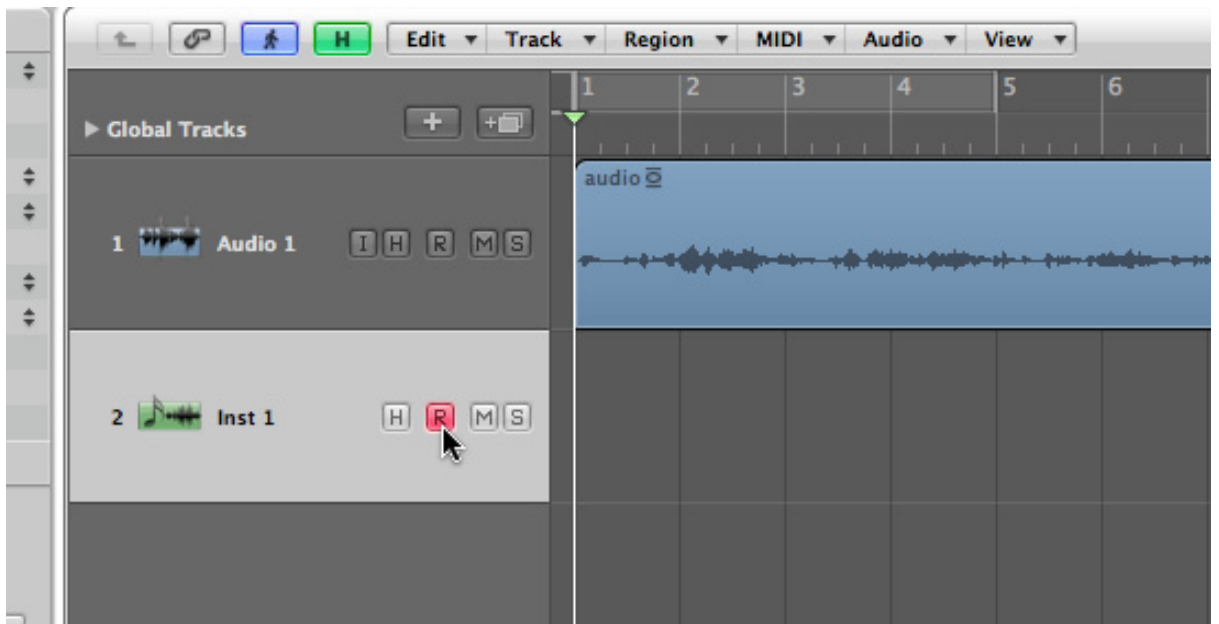 H Edit Track Region MIDI Audio View
1 2 3 4 5 6
Global Tracks + +
audio
1 Audio 1 I H R M S
2 Inst 1 H R M S